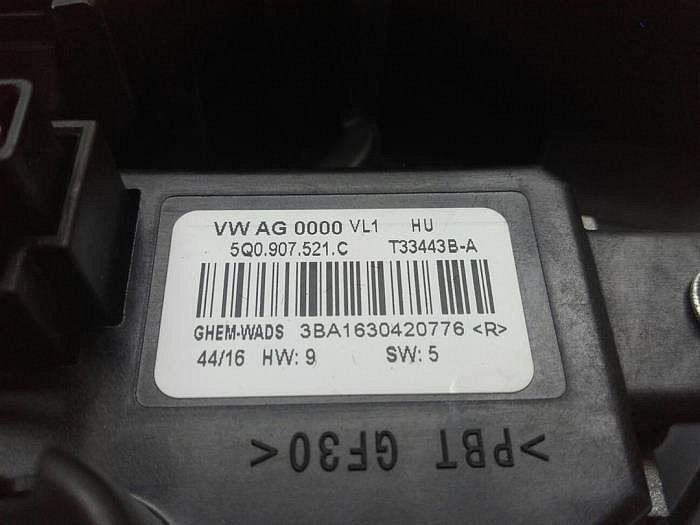 VW AG 0000 VL1 HU
5Q0.907.521.C T33443B-A
GHEM-WADS 3BA1630420776 <R>
44/16 HW: 9 SW: 5
>PBT GF30<